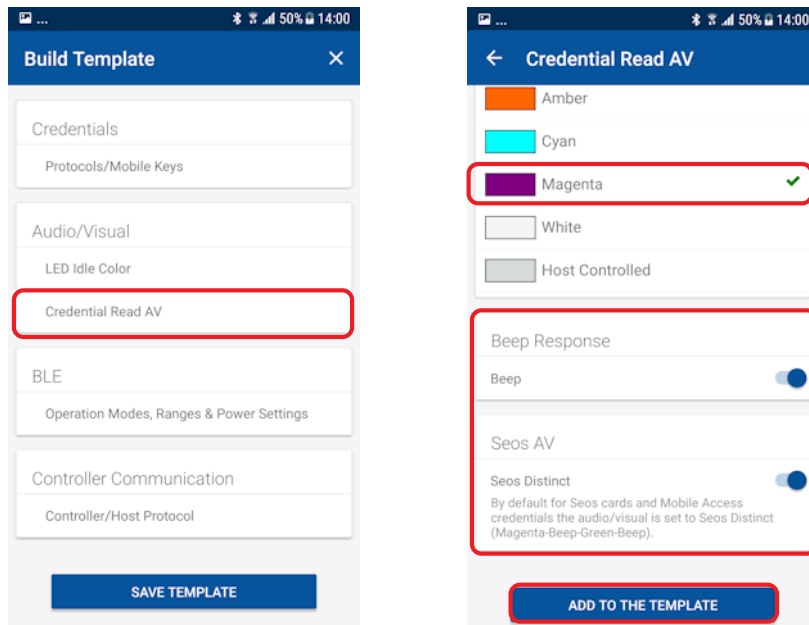 ... 50% 14:00
Build Template
Credentials
Protocols/Mobile Keys
Audio/Visual
LED Idle Color
Credential Read AV
BLE
Operation Modes, Ranges & Power Settings
Controller Communication
Controller/Host Protocol
SAVE TEMPLATE
... 50% 14:00
Credential Read AV
Amber
Cyan
Magenta
White
Host Controlled
Beep Response
Beep
Seos AV
Seos Distinct
By default for Seos cards and Mobile Access
credentials the audio/visual is set to Seos Distinct
(Magenta-Beep-Green-Beep).
ADD TO THE TEMPLATE